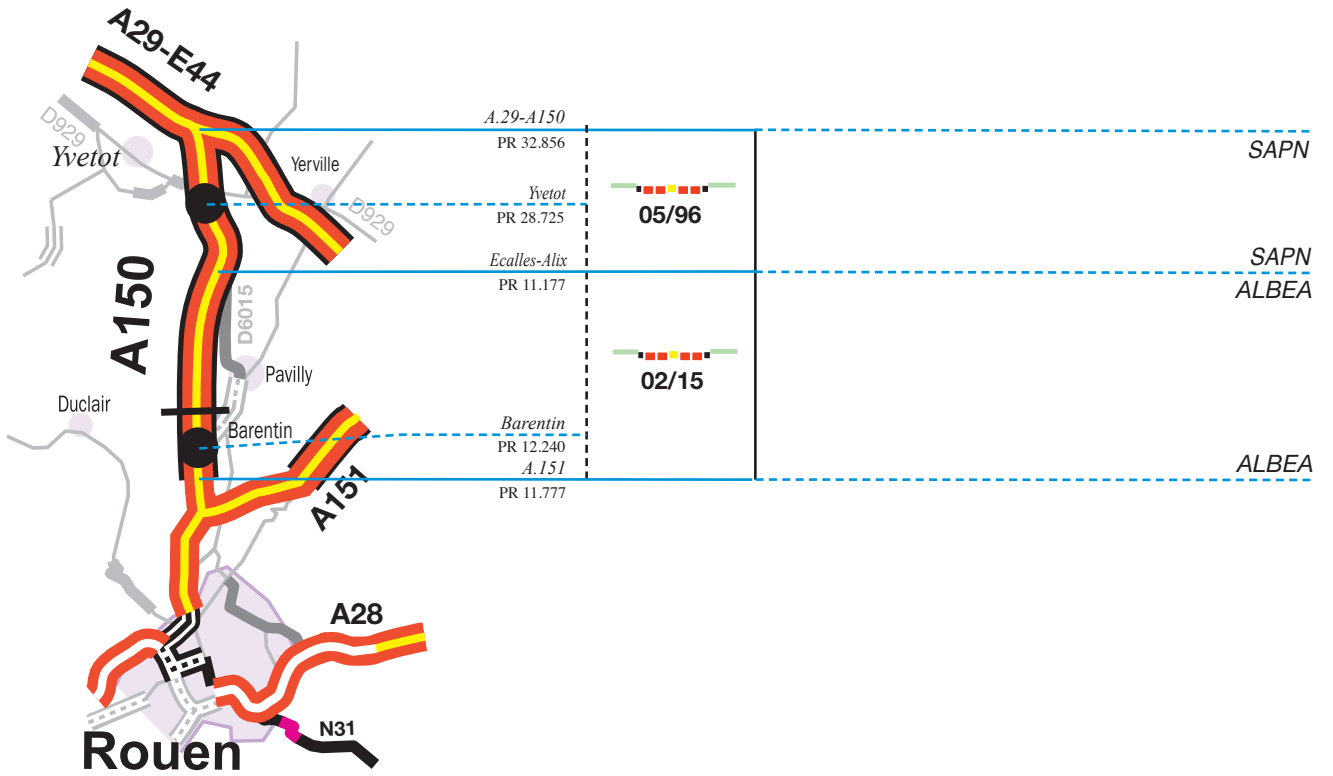 A29-E44
D929
Yvetot
Yerville
D929
A150
D6015
Pavilly
Duclair
Barentin
A151
A28
N31
Rouen
A.29-A150
PR 32.856
Yvetot
PR 28.725
Ecalles-Alix
PR 11.177
Barentin
PR 12.240
A.151
PR 11.777
05/96
02/15
SAPN
SAPN
ALBEA
ALBEA